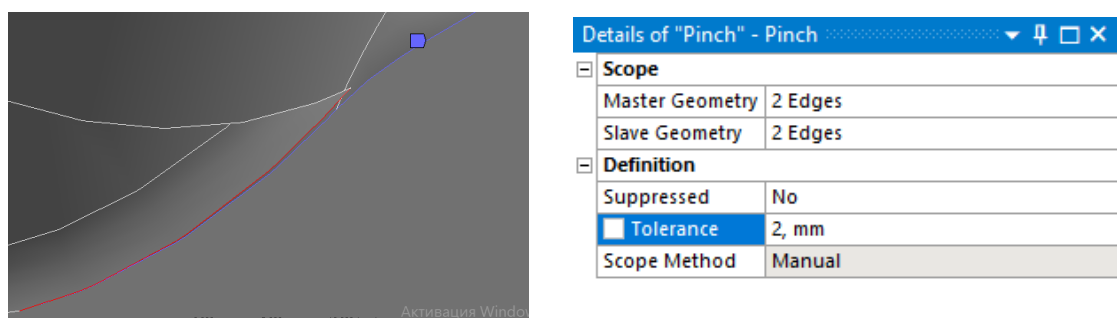 Активация Window
Details of "Pinch" - Pinch
Scope
Master Geometry 2 Edges
Slave Geometry 2 Edges
Definition
Suppressed No
Tolerance 2, mm
Scope Method Manual